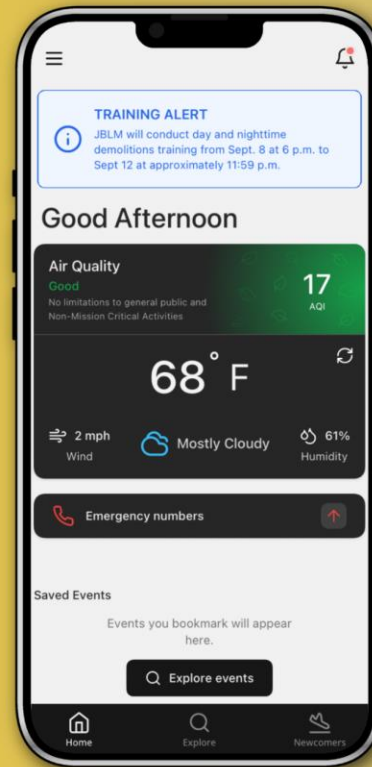 TRAINING ALERT
JBLM will conduct day and nighttime
demolitions training from Sept. 8 at 6 p.m. to
Sept 12 at approximately 11:59 p.m.
Good Afternoon
Air Quality
Good
No limitations to general public and
Non-Mission Critical Activities
17
AQI
68° F
2 mph
Wind
Mostly Cloudy
61%
Humidity
Emergency numbers
Saved Events
Events you bookmark will appear
here.
Explore events
Home
Explore
Newcomers